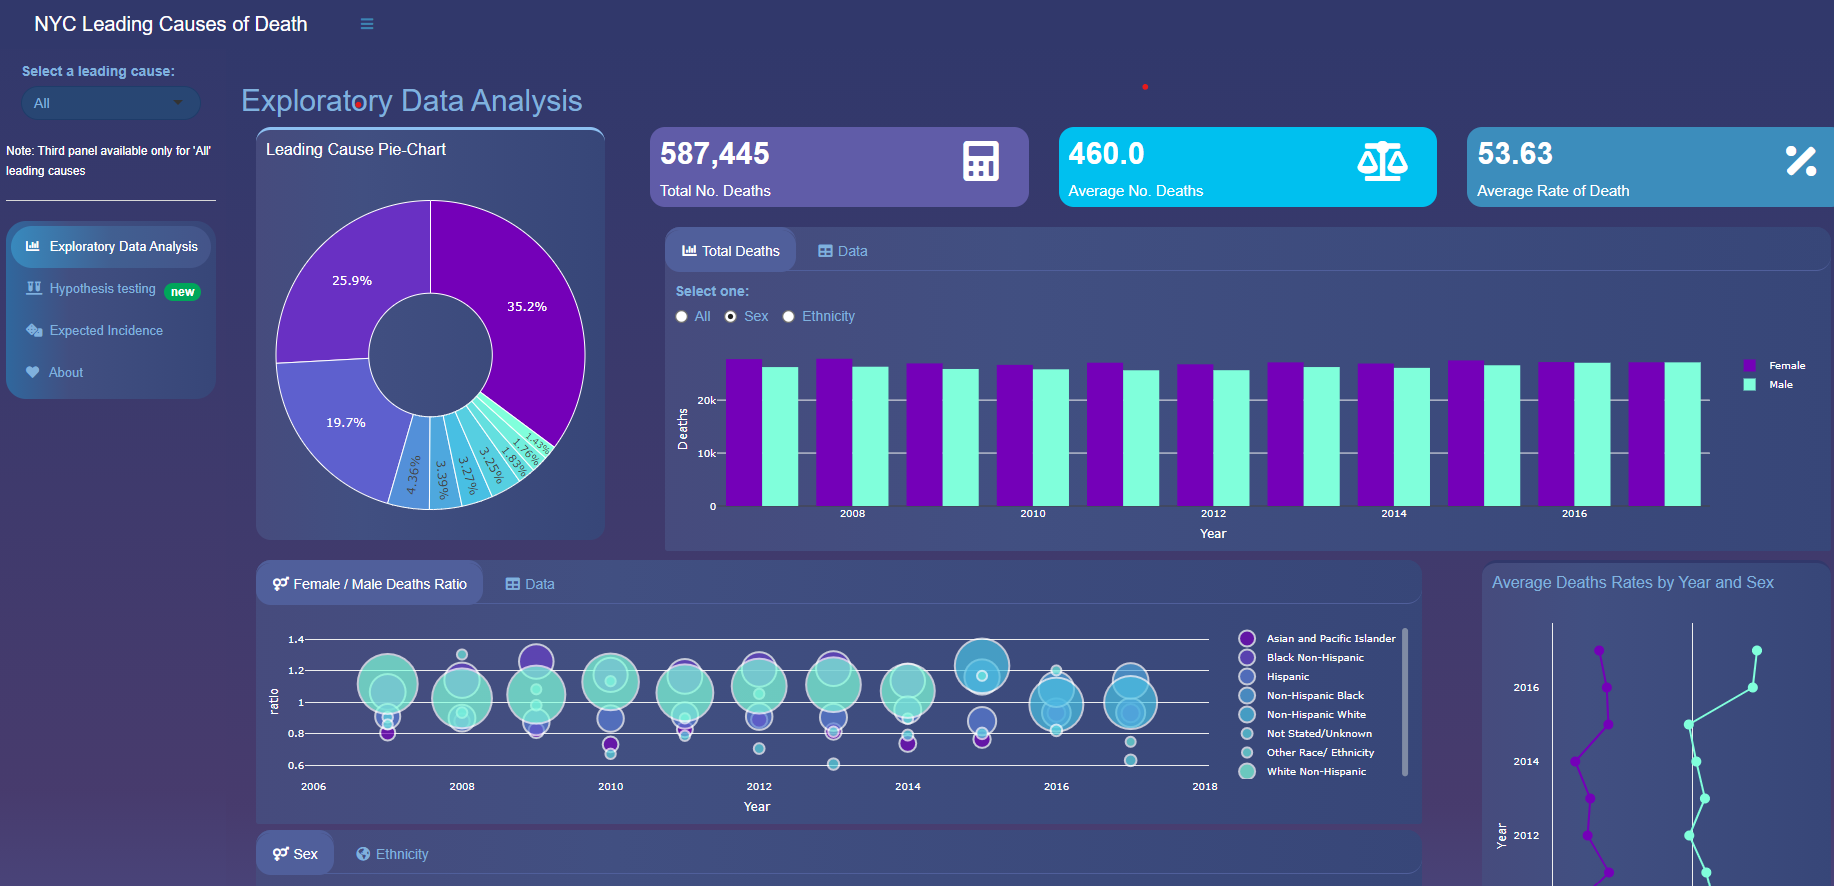 NYC Leading Causes of Death
Select a leading cause:
All
Note: Third panel available only for 'All'
leading causes
Exploratory Data Analysis
Hypothesis testing new
Expected Incidence
About
Exploratory Data Analysis
Leading Cause Pie-Chart
35.2%
25.9%
19.7%
4.36%
3.39%
3.27%
3.25%
1.83%
1.76%
1.43%
587,445
Total No. Deaths
460.0
Average No. Deaths
53.63
Average Rate of Death
Total Deaths Data
Select one:
All Sex Ethnicity
Deaths
20k
10k
0
2008 2010 2012 2014 2016
Year
Female
Male
Female / Male Deaths Ratio Data
ratio
1.4
1.2
1
0.8
0.6
2006 2008 2010 2012 2014 2016 2018
Year
Asian and Pacific Islander
Black Non-Hispanic
Hispanic
Non-Hispanic Black
Non-Hispanic White
Not Stated/Unknown
Other Race/ Ethnicity
White Non-Hispanic
Average Deaths Rates by Year and Sex
2016
2014
2012
Year
Sex Ethnicity